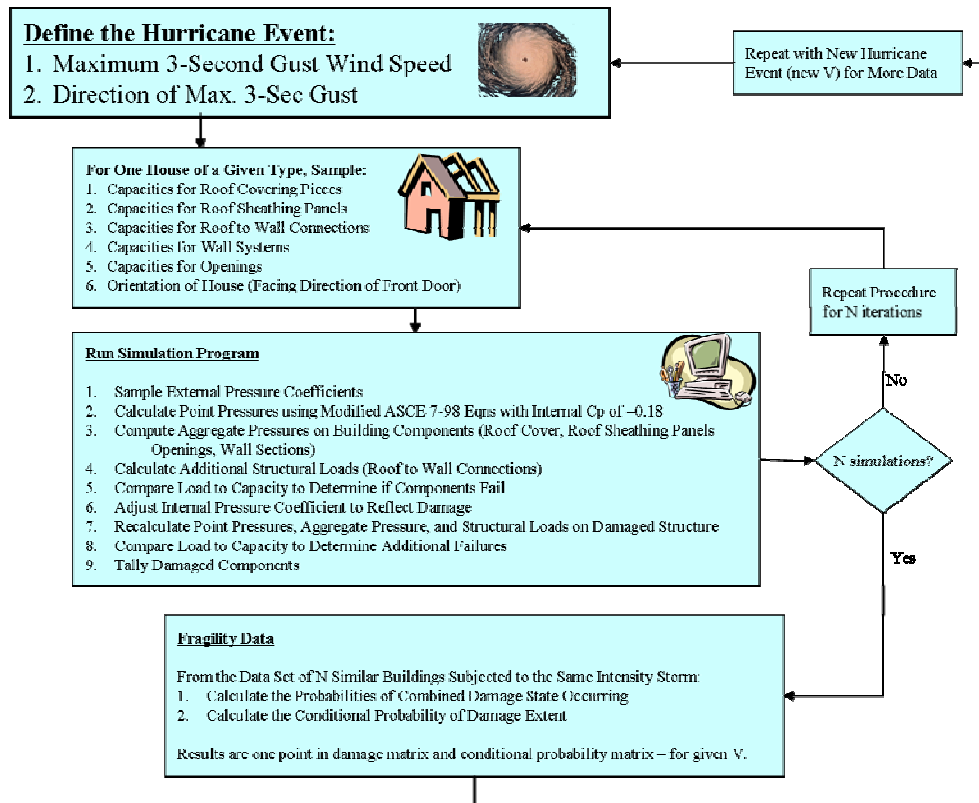 Define the Hurricane Event:
1. Maximum 3-Second Gust Wind Speed
2. Direction of Max. 3-Sec Gust
Repeat with New Hurricane
Event (new V) for More Data
For One House of a Given Type, Sample:
1. Capacities for Roof Covering Pieces
2. Capacities for Roof Sheathing Panels
3. Capacities for Roof to Wall Connections
4. Capacities for Wall Systems
5. Capacities for Openings
6. Orientation of House (Facing Direction of Front Door)
Repeat Procedure
for N iterations
Run Simulation Program
1. Sample External Pressure Coefficients
2. Calculate Point Pressures using Modified ASCE 7-98 Eqns with Internal Cp of –0.18
3. Compute Aggregate Pressures on Building Components (Roof Cover, Roof Sheathing Panels
Openings, Wall Sections)
4. Calculate Additional Structural Loads (Roof to Wall Connections)
5. Compare Load to Capacity to Determine if Components Fail
6. Adjust Internal Pressure Coefficient to Reflect Damage
7. Recalculate Point Pressures, Aggregate Pressure, and Structural Loads on Damaged Structure
8. Compare Load to Capacity to Determine Additional Failures
9. Tally Damaged Components
No
N simulations?
Yes
Fragility Data
From the Data Set of N Similar Buildings Subjected to the Same Intensity Storm:
1. Calculate the Probabilities of Combined Damage State Occurring
2. Calculate the Conditional Probability of Damage Extent
Results are one point in damage matrix and conditional probability matrix – for given V.